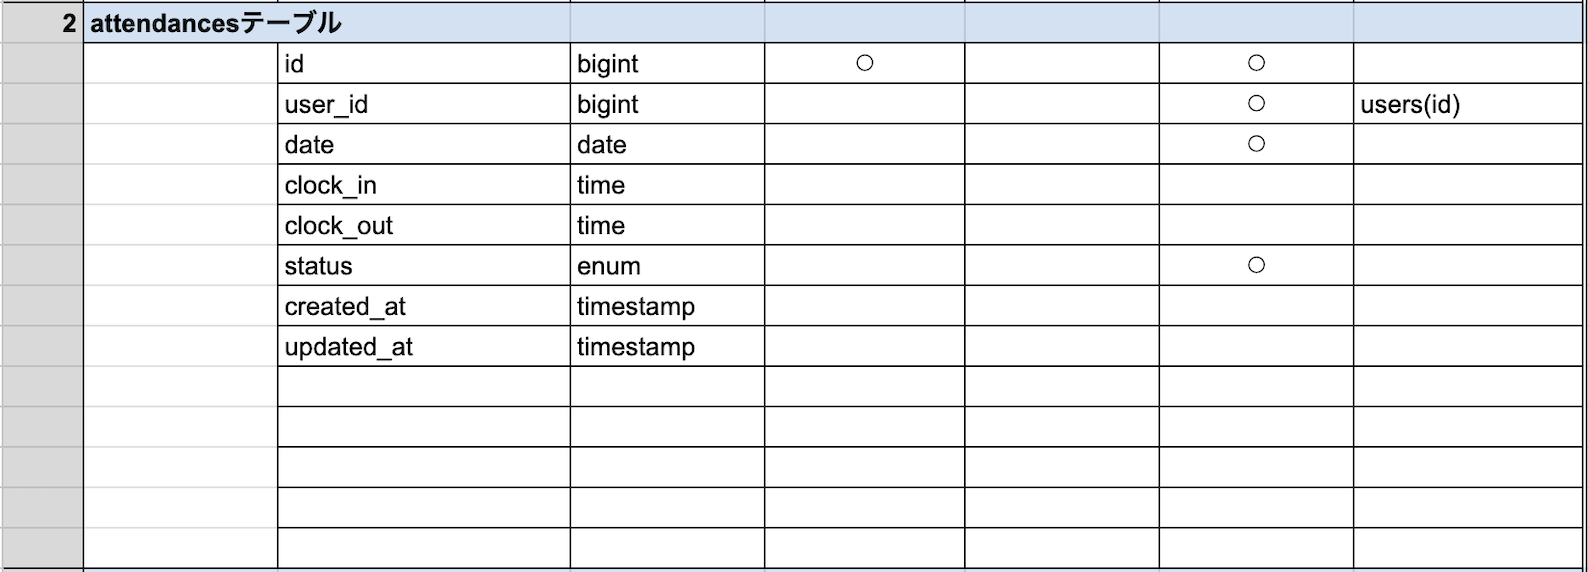 2 attendancesテーブル
id bigint ○ ○
user_id bigint ○ users(id)
date date ○
clock_in time
clock_out time
status enum ○
created_at timestamp
updated_at timestamp